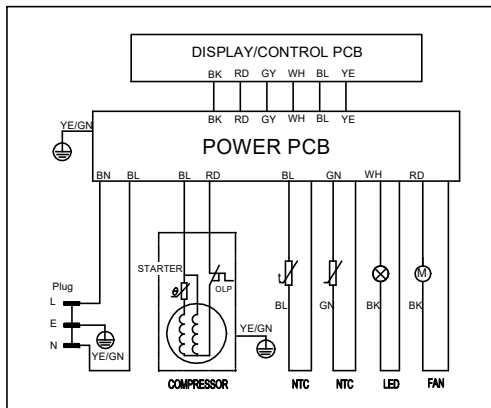 DISPLAY/CONTROL PCB
BK RD GY WH BL YE
BK RD GY WH BL YE
YE/GN
POWER PCB
BN BL BL RD BL GN WH RD
STARTER
OLP
θ
t
M
Plug
L
E
N
YE/GN
YE/GN
BL GN BK BK
COMPRESSOR NTC NTC LED FAN